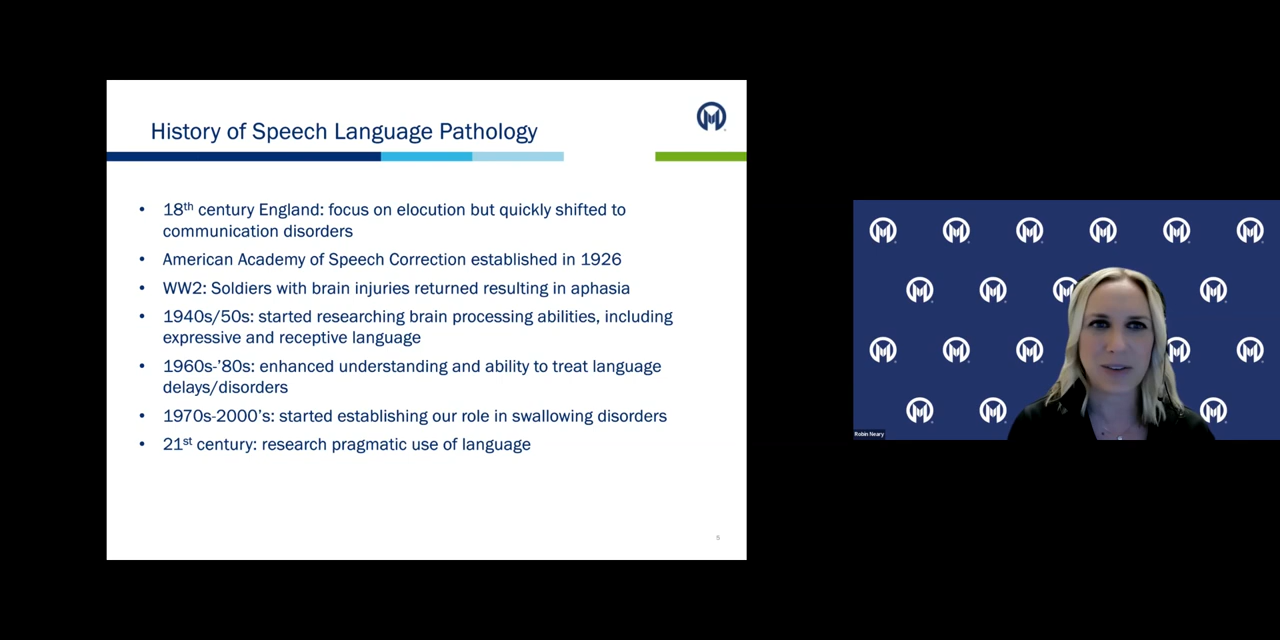 History of Speech Language Pathology
• 18th century England: focus on elocution but quickly shifted to
communication disorders
• American Academy of Speech Correction established in 1926
• WW2: Soldiers with brain injuries returned resulting in aphasia
• 1940s/50s: started researching brain processing abilities, including
expressive and receptive language
• 1960s-'80s: enhanced understanding and ability to treat language
delays/disorders
• 1970s-2000's: started establishing our role in swallowing disorders
• 21st century: research pragmatic use of language
5
Robin Neary